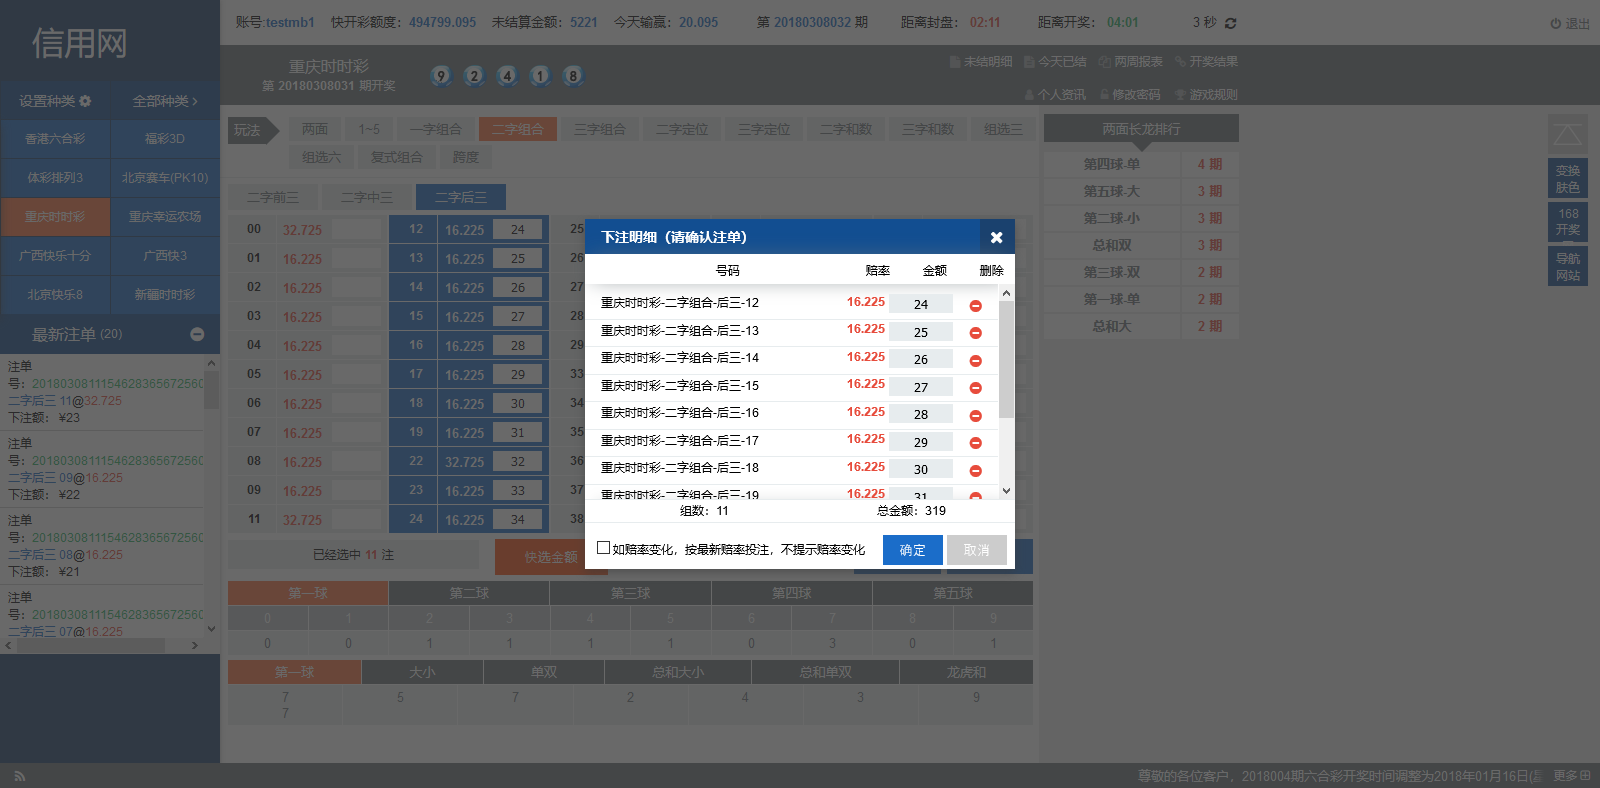 信用网
账号:testmb1 快开彩额度：494799.095 未结算金额：5221 今天输赢：20.095 第 20180308032 期 距离封盘：02:11 距离开奖：04:01 3 秒 退出
重庆时时彩
第 20180308031 期开奖
9 2 4 1 8
未结明细 今天已结 两周报表 开奖结果
个人资讯 修改密码 游戏规则
设置种类 全部种类
香港六合彩 福彩3D
体彩排列3 北京赛车(PK10)
重庆时时彩 重庆幸运农场
广西快乐十分 广西快3
北京快乐8 新疆时时彩
最新注单 (20)
注单
号：2018030811154628365672560
二字后三 11@32.725
下注额： ¥23
注单
号：2018030811154628365672560
二字后三 09@16.225
下注额： ¥22
注单
号：2018030811154628365672560
二字后三 08@16.225
下注额： ¥21
注单
号：2018030811154628365672560
二字后三 07@16.225
玩法 两面 1~5 一字组合 二字组合 三字组合 二字定位 三字定位 二字和数 三字和数 组选三
组选六 复式组合 跨度
二字前三 二字中三 二字后三
00 32.725 12 16.225 24 25
01 16.225 13 16.225 25 26
02 16.225 14 16.225 26 27
03 16.225 15 16.225 27 28
04 16.225 16 16.225 28 29
05 16.225 17 16.225 29 33
06 16.225 18 16.225 30 34
07 16.225 19 16.225 31 35
08 16.225 22 32.725 32 36
09 16.225 23 16.225 33 37
11 32.725 24 16.225 34 38
已经选中 11 注 快选金额
下注明细（请确认注单）
号码 赔率 金额 删除
重庆时时彩-二字组合-后三-12 16.225 24
重庆时时彩-二字组合-后三-13 16.225 25
重庆时时彩-二字组合-后三-14 16.225 26
重庆时时彩-二字组合-后三-15 16.225 27
重庆时时彩-二字组合-后三-16 16.225 28
重庆时时彩-二字组合-后三-17 16.225 29
重庆时时彩-二字组合-后三-18 16.225 30
重庆时时彩-二字组合-后三-19 16.225 31
组数：11 总金额：319
如赔率变化，按最新赔率投注，不提示赔率变化 确定 取消
第一球 第二球 第三球 第四球 第五球
0 1 2 3 4 5 6 7 8 9
0 0 1 1 1 1 0 3 0 1
第一球 大小 单双 总和大小 总和单双 龙虎和
7 5 7 2 4 3 9
7
两面长龙排行
第四球-单 4 期
第五球-大 3 期
第二球-小 3 期
总和双 3 期
第三球-双 2 期
第一球-单 2 期
总和大 2 期
变换
肤色
168
开奖
导航
网站
尊敬的各位客户，2018004期六合彩开奖时间调整为2018年01月16日( 更多